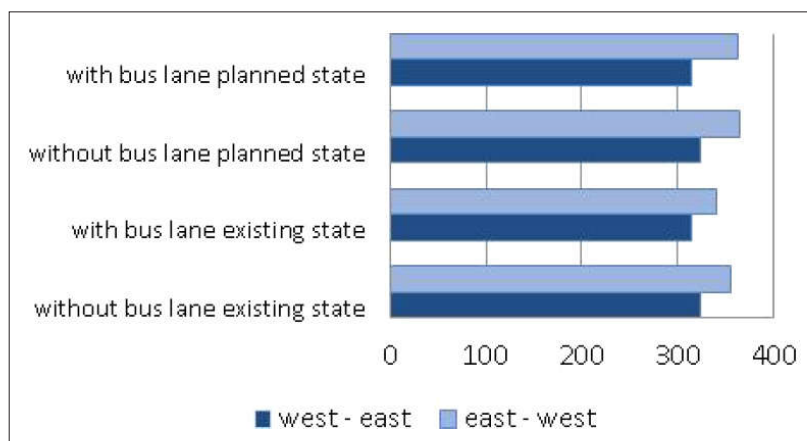 with bus lane planned state
without bus lane planned state
with bus lane existing state
without bus lane existing state
0 100 200 300 400
west - east east - west